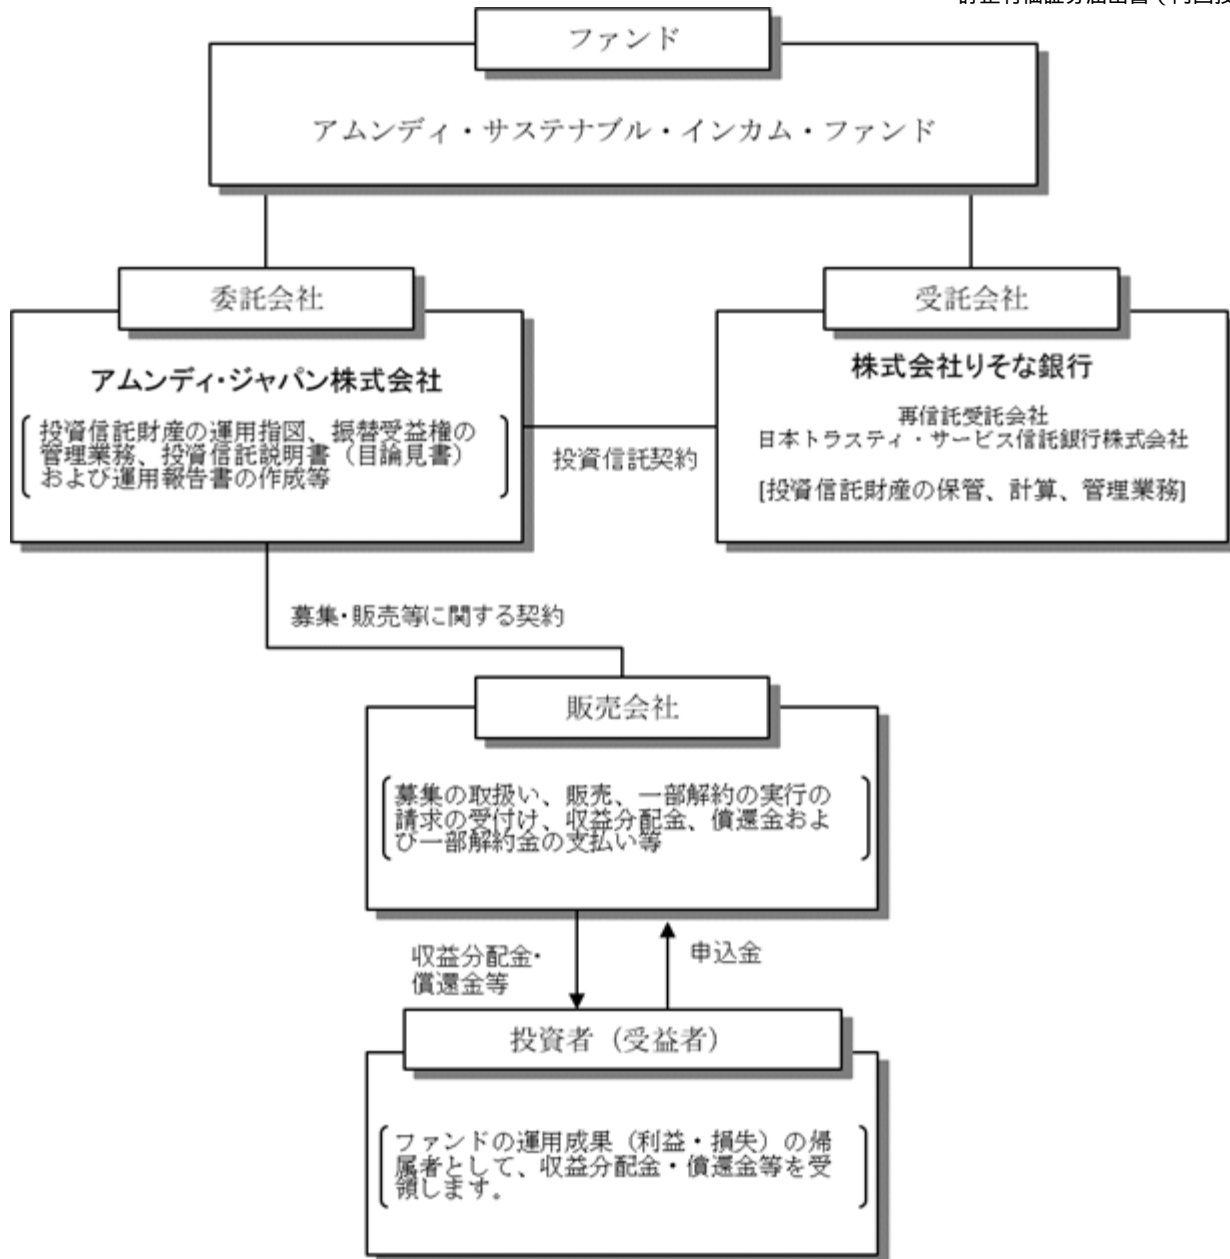 ファンド
アムンディ・サステナブル・インカム・ファンド
委託会社
アムンディ・ジャパン株式会社
投資信託財産の運用指図、振替受益権の
管理業務、投資信託説明書（目論見書）
および運用報告書の作成等
投資信託契約
受託会社
株式会社りそな銀行
再信託受託会社
日本トラスティ・サービス信託銀行株式会社
[投資信託財産の保管、計算、管理業務]
募集・販売等に関する契約
販売会社
募集の取扱い、販売、一部解約の実行の
請求の受付け、収益分配金、償還金およ
び一部解約金の支払い等
収益分配金・
償還金等
申込金
投資者（受益者）
ファンドの運用成果（利益・損失）の帰
属者として、収益分配金・償還金等を受
領します。